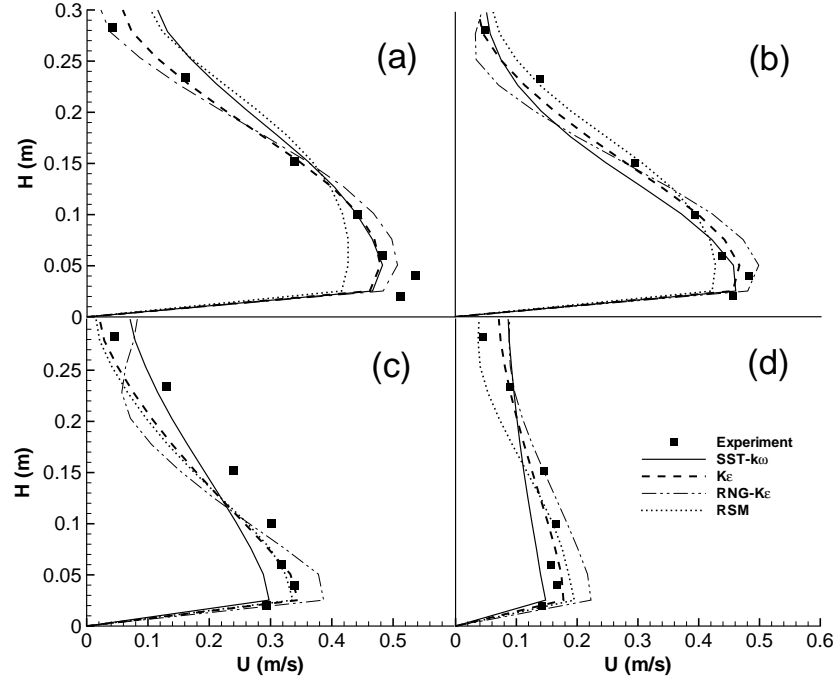 0.3
0.25
0.2
0.15
0.1
0.05
0
H (m)
(a)
(b)
0.25
0.2
0.15
0.1
0.05
0
H (m)
(c)
(d)
Experiment
SST-kω
Kε
RNG-Kε
RSM
0 0.1 0.2 0.3 0.4 0.5
U (m/s)
0 0.1 0.2 0.3 0.4 0.5 0.6
U (m/s)